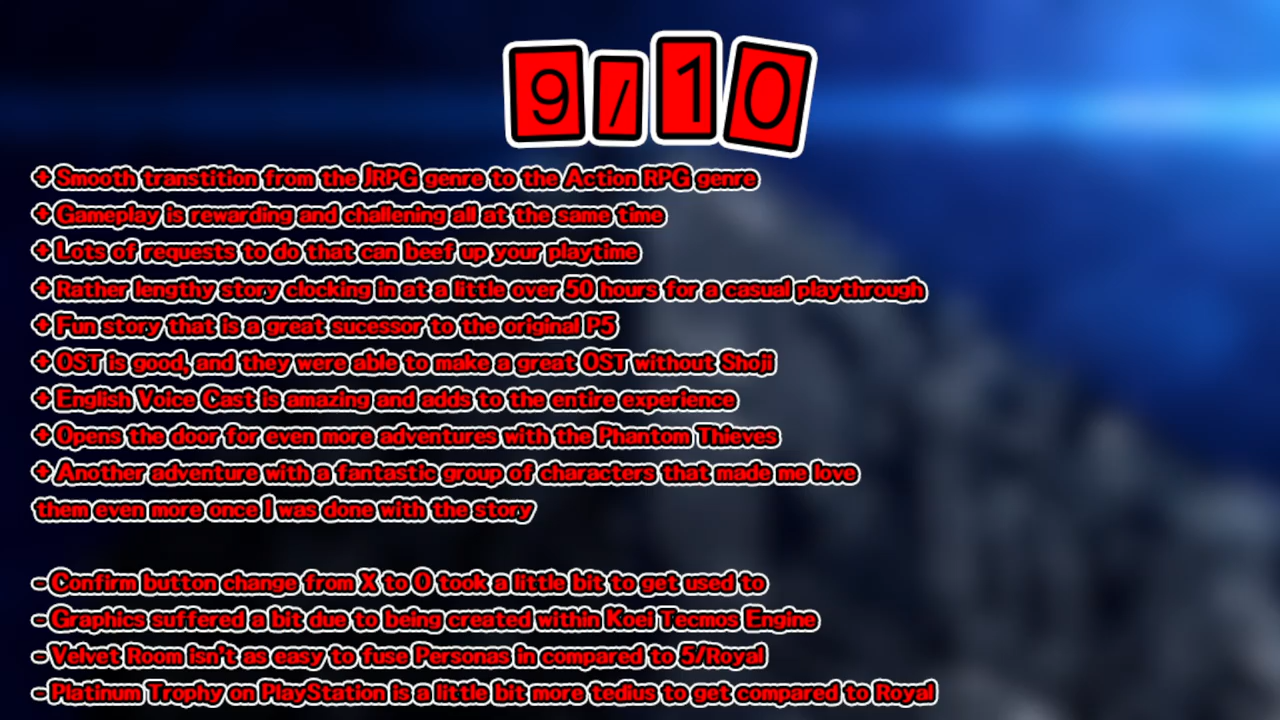 9/10
+ Smooth transtition from the JRPG genre to the Action RPG genre
+ Gameplay is rewarding and challening all at the same time
+ Lots of requests to do that can beef up your playtime
+ Rather lengthy story clocking in at a little over 50 hours for a casual playthrough
+ Fun story that is a great sucessor to the original P5
+ OST is good, and they were able to make a great OST without Shoji
+ English Voice Cast is amazing and adds to the entire experience
+ Opens the door for even more adventures with the Phantom Thieves
+ Another adventure with a fantastic group of characters that made me love
them even more once I was done with the story
- Confirm button change from X to O took a little bit to get used to
- Graphics suffered a bit due to being created within Koei Tecmos Engine
- Velvet Room isn't as easy to fuse Personas in compared to 5/Royal
- Platinum Trophy on PlayStation is a little bit more tedius to get compared to Royal